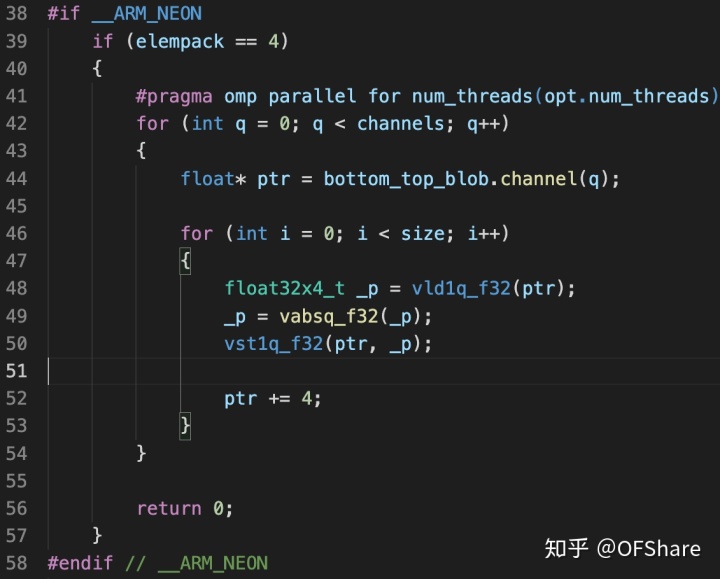 38 #if __ARM_NEON
39     if (elempack == 4)
40     {
41         #pragma omp parallel for num_threads(opt.num_threads)
42         for (int q = 0; q < channels; q++)
43         {
44             float* ptr = bottom_top_blob.channel(q);
45
46             for (int i = 0; i < size; i++)
47             {
48                 float32x4_t _p = vld1q_f32(ptr);
49                 _p = vabsq_f32(_p);
50                 vst1q_f32(ptr, _p);
51
52                 ptr += 4;
53             }
54         }
55
56         return 0;
57     }
58 #endif // __ARM_NEON
知乎 @OFShare